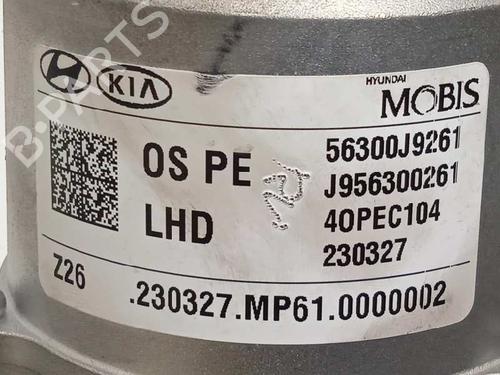 B-PARTS
KIA
HYUNDAI
MOBIS
OS PE
LHD
56300J9261
J956300261
40PEC104
230327
Z26
.230327.MP61.0000002